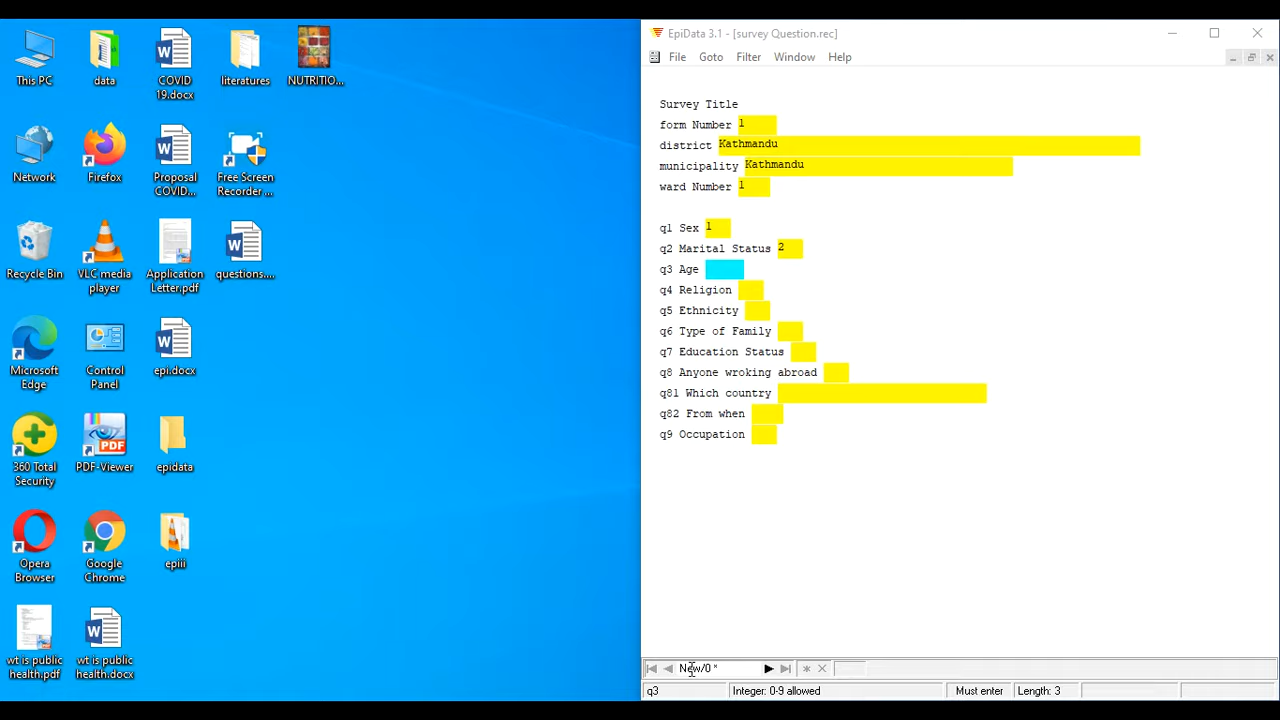 This PC
data
COVID
19.docx
literatures
NUTRITIO...
Network
Firefox
Proposal
COVID...
Free Screen
Recorder ...
Recycle Bin
VLC media
player
Application
Letter.pdf
questions....
Microsoft
Edge
Control
Panel
epi.docx
360 Total
Security
PDF-Viewer
epidata
Opera
Browser
Google
Chrome
epiii
wt is public
health.pdf
wt is public
health.docx
EpiData 3.1 - [survey Question.rec]
File Goto Filter Window Help
Survey Title
form Number 1
district Kathmandu
municipality Kathmandu
ward Number 1
q1 Sex 1
q2 Marital Status 2
q3 Age
q4 Religion
q5 Ethnicity
q6 Type of Family
q7 Education Status
q8 Anyone wroking abroad
q81 Which country
q82 From when
q9 Occupation
New/0 *
q3 Integer: 0-9 allowed Must enter Length: 3